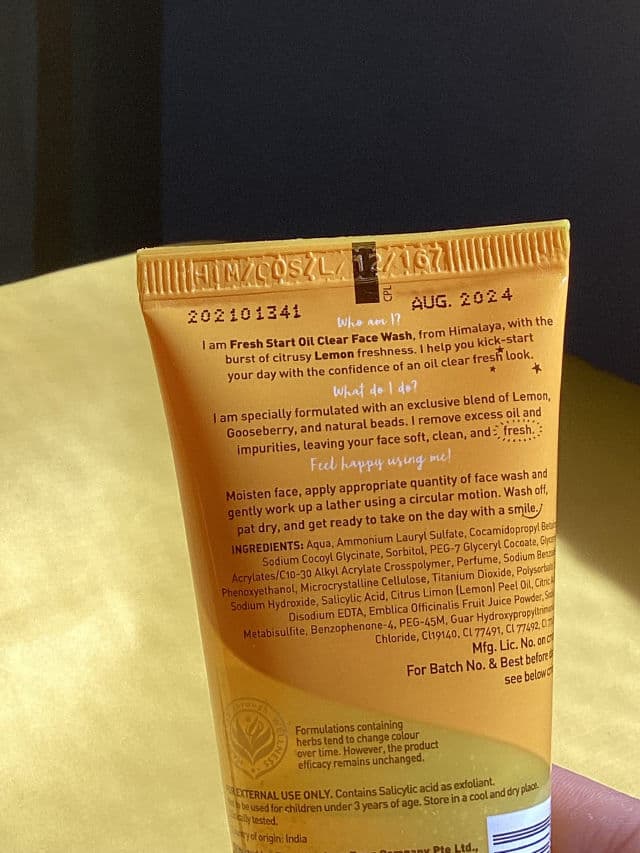 HIM/COS/L/12/167
CPL
202101341 AUG. 2024
Who am I?
I am Fresh Start Oil Clear Face Wash, from Himalaya, with the
burst of citrusy Lemon freshness. I help you kick-start
your day with the confidence of an oil clear fresh look.
What do I do?
I am specially formulated with an exclusive blend of Lemon,
Gooseberry, and natural beads. I remove excess oil and
impurities, leaving your face soft, clean, and fresh.
Feel happy using me!
Moisten face, apply appropriate quantity of face wash and
gently work up a lather using a circular motion. Wash off,
pat dry, and get ready to take on the day with a smile.
INGREDIENTS: Aqua, Ammonium Lauryl Sulfate, Cocamidopropyl
Sodium Cocoyl Glycinate, Sorbitol, PEG-7 Glyceryl Cocoate,
Acrylates/C10-30 Alkyl Acrylate Crosspolymer, Perfume, Sodium
Phenoxyethanol, Microcrystalline Cellulose, Titanium Dioxide,
Sodium Hydroxide, Salicylic Acid, Citrus Limon (Lemon) Peel Oil,
Disodium EDTA, Emblica Officinalis Fruit Juice Powder,
Metabisulfite, Benzophenone-4, PEG-45M, Guar
Chloride, CI19140, CI 77491, CI 77492,
Mfg. Lic. No. on
For Batch No. & Best before
see below
through WELLNESS
Formulations containing
herbs tend to change colour
over time. However, the product
efficacy remains unchanged.
EXTERNAL USE ONLY. Contains Salicylic acid as exfoliant.
be used for children under 3 years of age. Store in a cool and dry place.
tested.
of origin: India
Company Pte Ltd.,